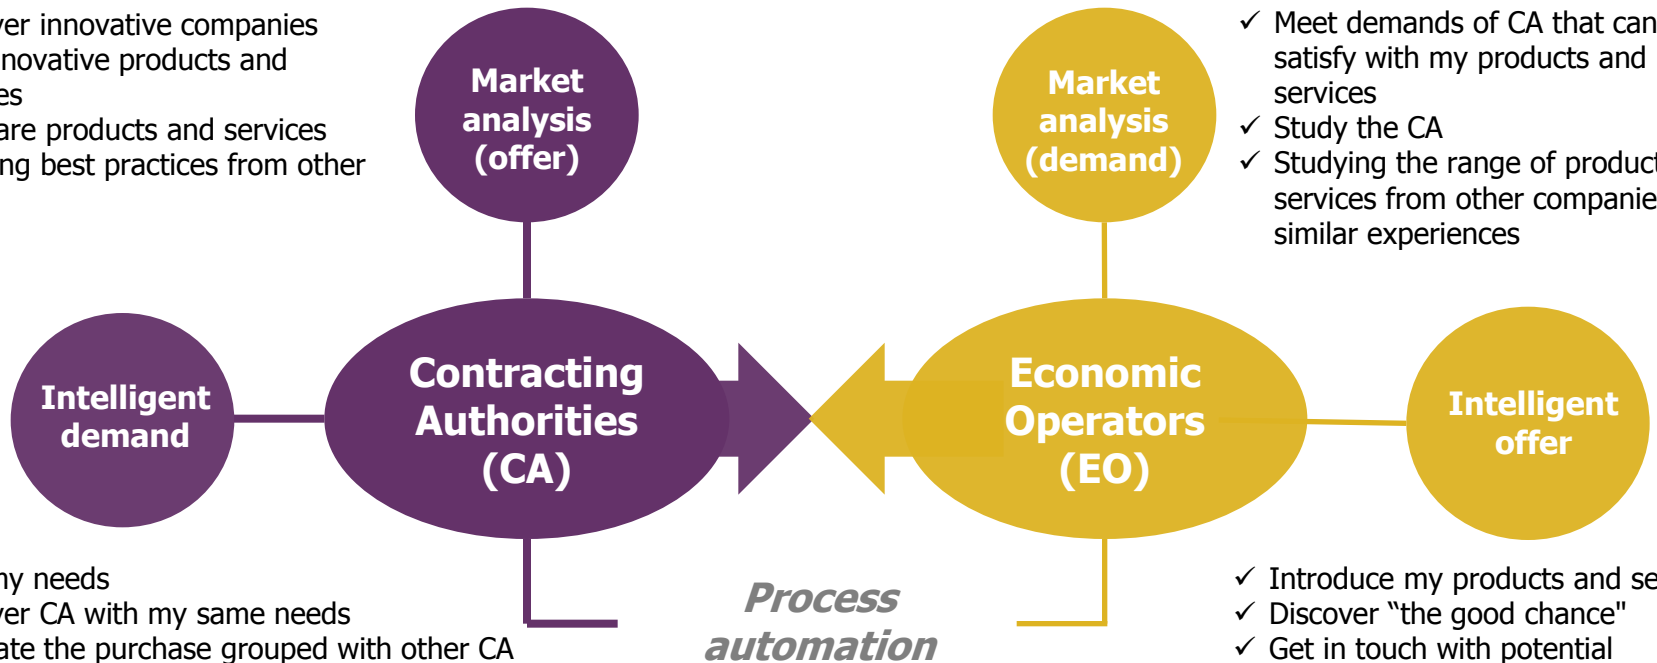 ver innovative companies
novative products and
es
are products and services
ng best practices from other
Market
analysis
(offer)
Market
analysis
(demand)
✓ Meet demands of CA that can
satisfy with my products and
services
✓ Study the CA
✓ Studying the range of product
services from other companie
similar experiences
Intelligent
demand
Contracting
Authorities
(CA)
Economic
Operators
(EO)
Intelligent
offer
my needs
ver CA with my same needs
ate the purchase grouped with other CA
Process
automation
✓ Introduce my products and se
✓ Discover “the good chance"
✓ Get in touch with potential